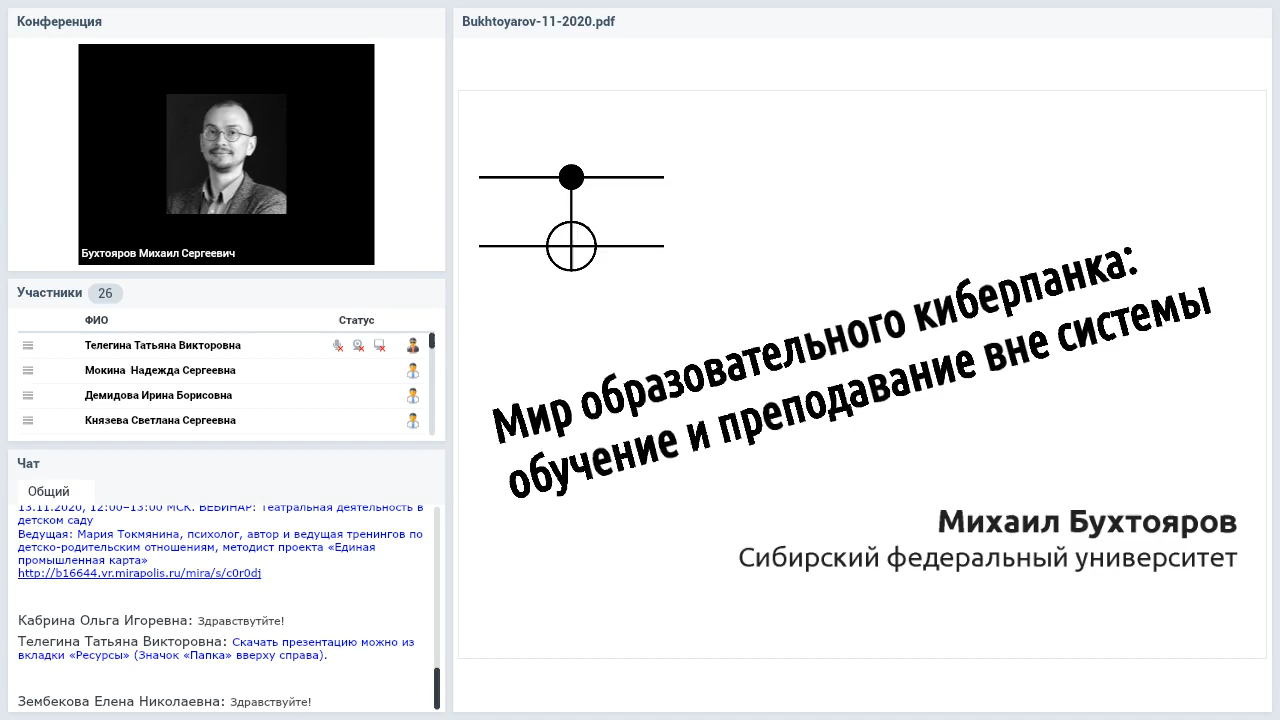 Конференция
Бухтояров Михаил Сергеевич
Участники 26
ФИО Статус
Телегина Татьяна Викторовна
Мокина Надежда Сергеевна
Демидова Ирина Борисовна
Князева Светлана Сергеевна
Чат
Общий
13.11.2020, 12:00–13:00 МСК. ВЕБИНАР: Театральная деятельность в
детском саду
Ведущая: Мария Токмянина, психолог, автор и ведущая тренингов по
детско-родительским отношениям, методист проекта «Единая
промышленная карта»
http://b16644.vr.mirapolis.ru/mira/s/c0r0dj
Кабрина Ольга Игоревна: Здравствутйте!
Телегина Татьяна Викторовна: Скачать презентацию можно из
вкладки «Ресурсы» (Значок «Папка» вверху справа).
Зембекова Елена Николаевна: Здравствуйте!
Bukhtoyarov-11-2020.pdf
Мир образовательного киберпанка:
обучение и преподавание вне системы
Михаил Бухтояров
Сибирский федеральный университет